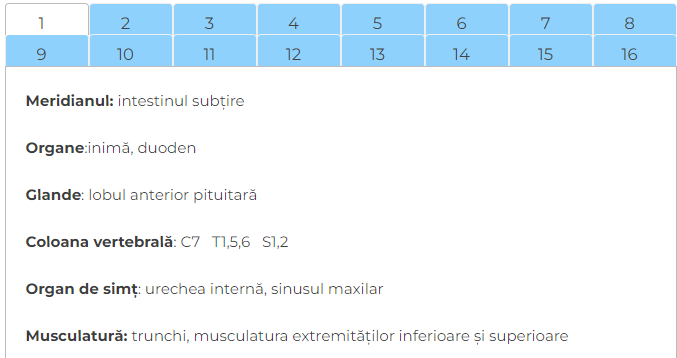 1 2 3 4 5 6 7 8
9 10 11 12 13 14 15 16
Meridianul: intestinul subțire
Organe:inimă, duoden
Glande: lobul anterior pituitară
Coloana vertebrală: C7 T1,5,6 S1,2
Organ de simț: urechea internă, sinusul maxilar
Musculatură: trunchi, musculatura extremităților inferioare și superioare